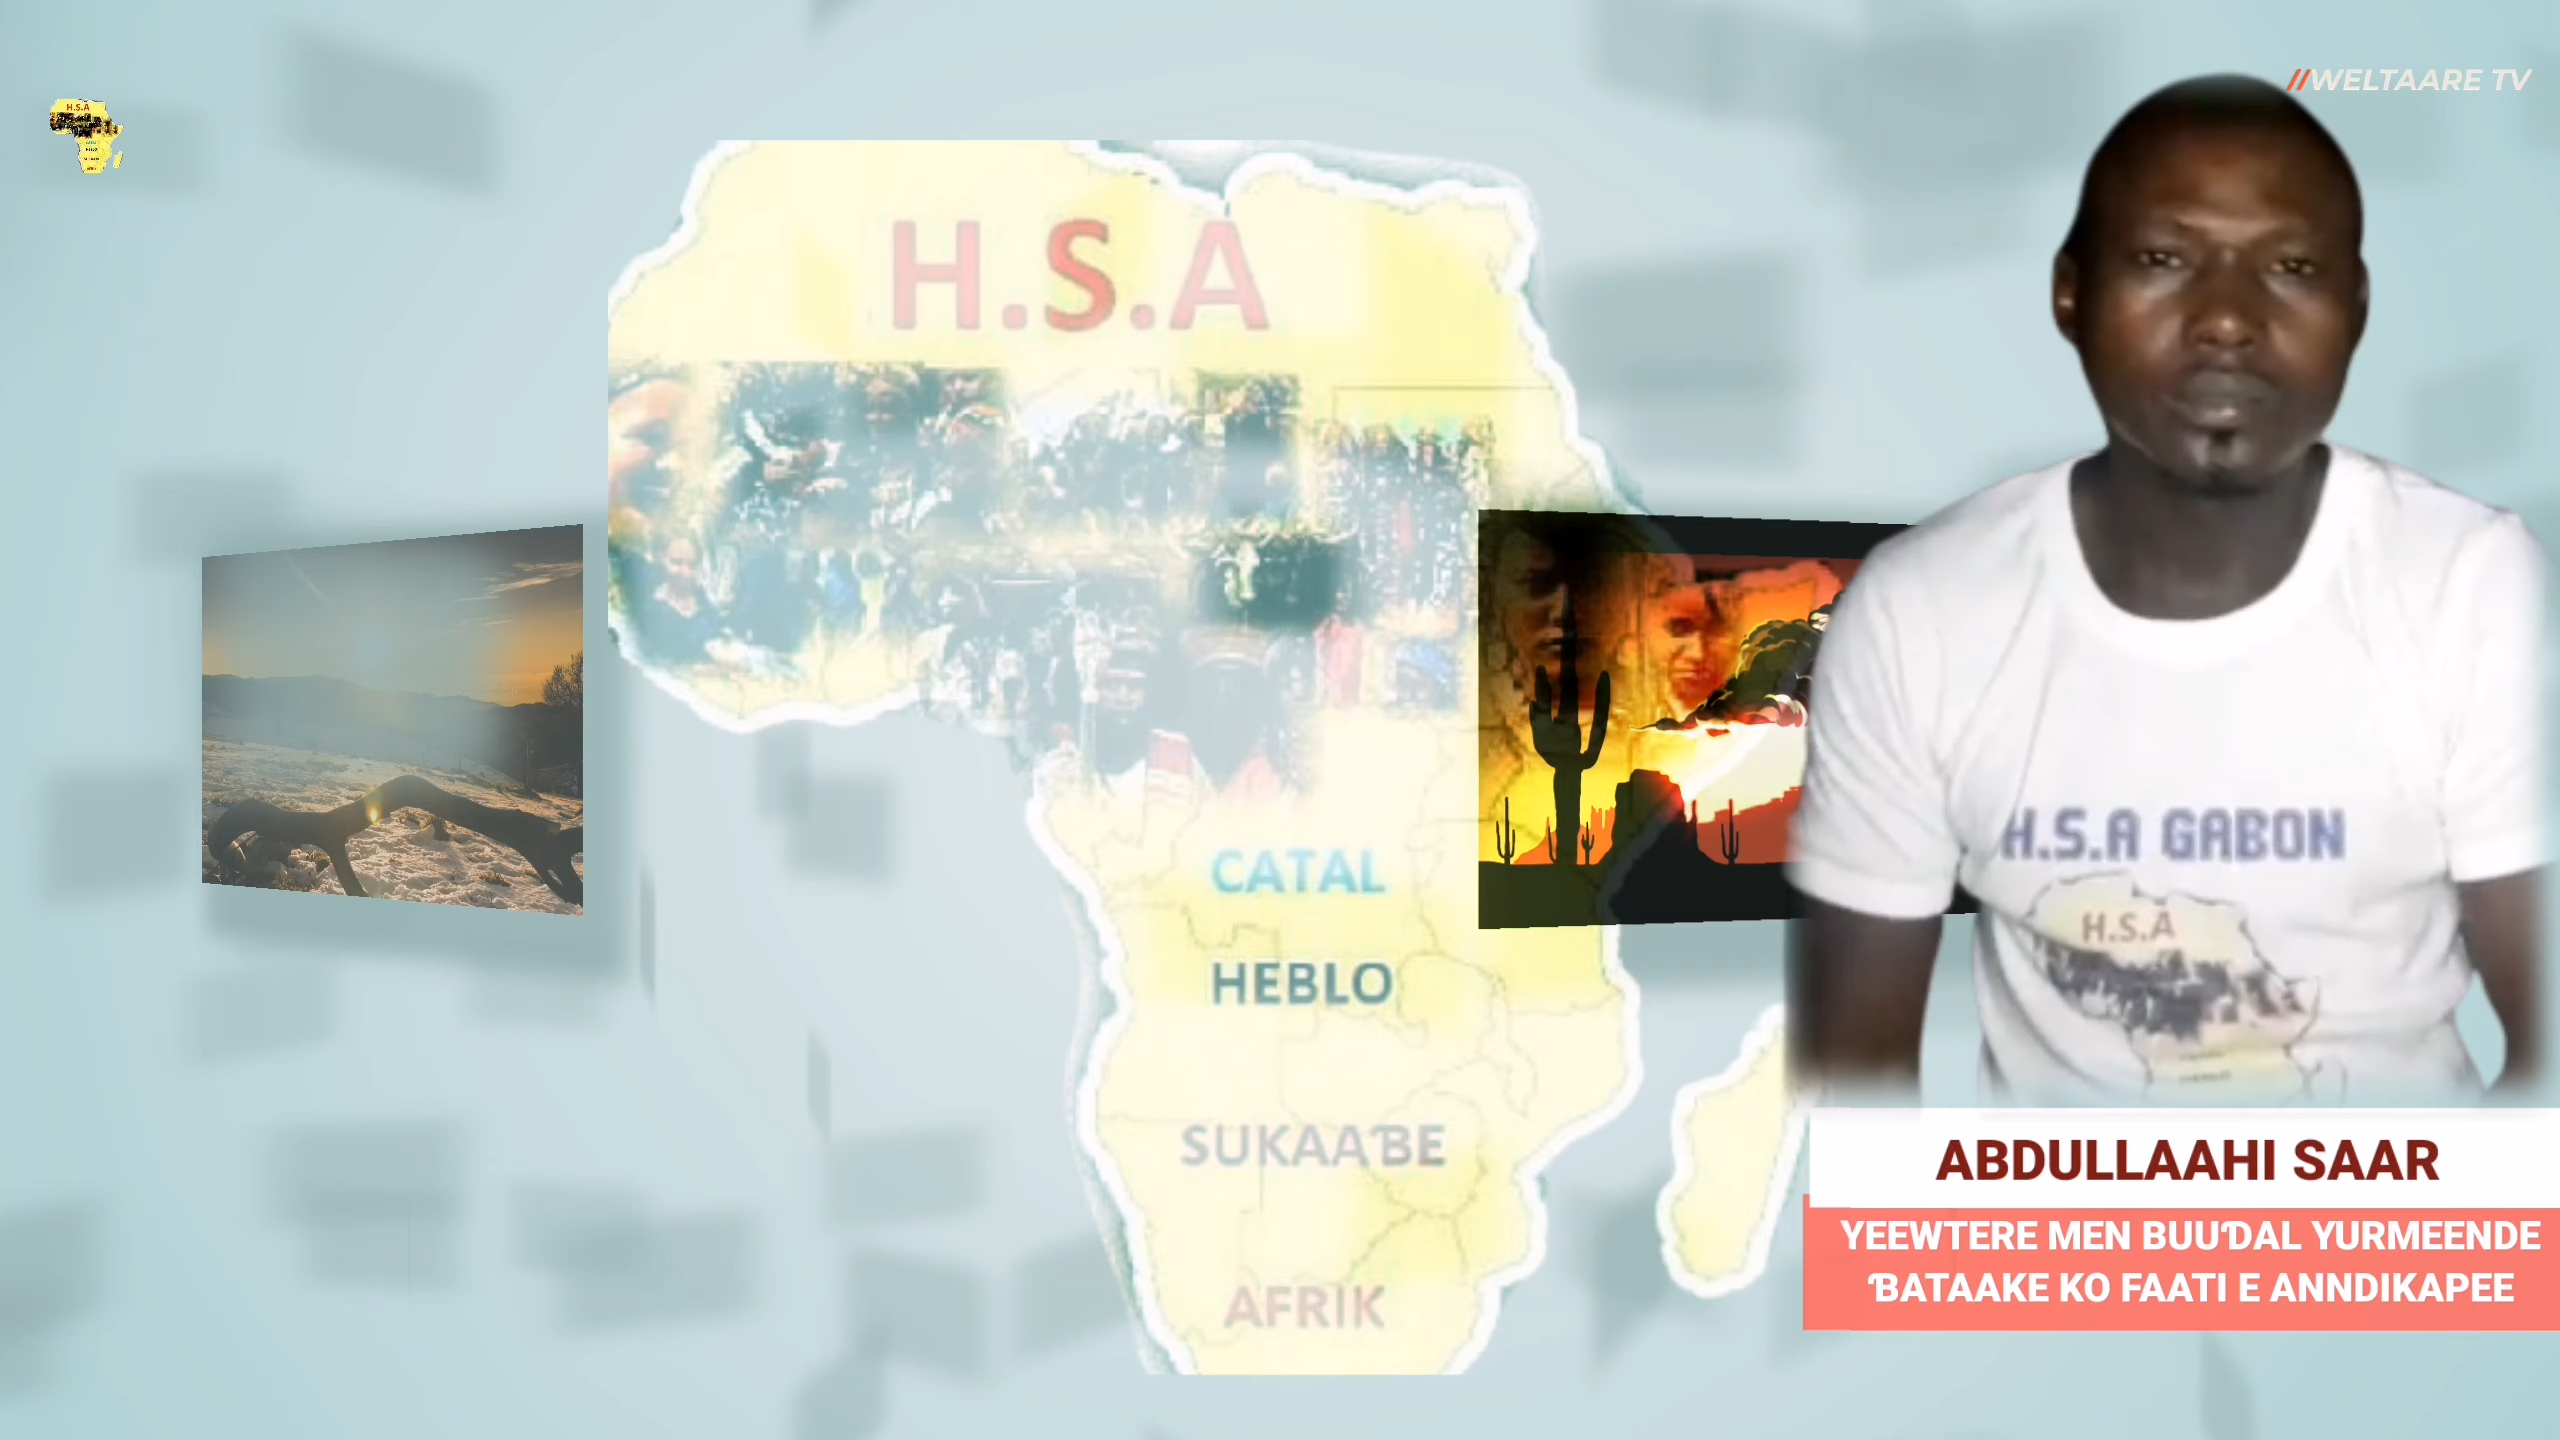 //WELTAARE TV
H.S.A
H.S.A
CATAL
HEBLO
SUKAAƁE
AFRIK
H.S.A GABON
H.S.A
ABDULLAAHI SAAR
YEEWTERE MEN BUUƊAL YURMEENDE
ƁATAAKE KO FAATI E ANNDIKAPEE